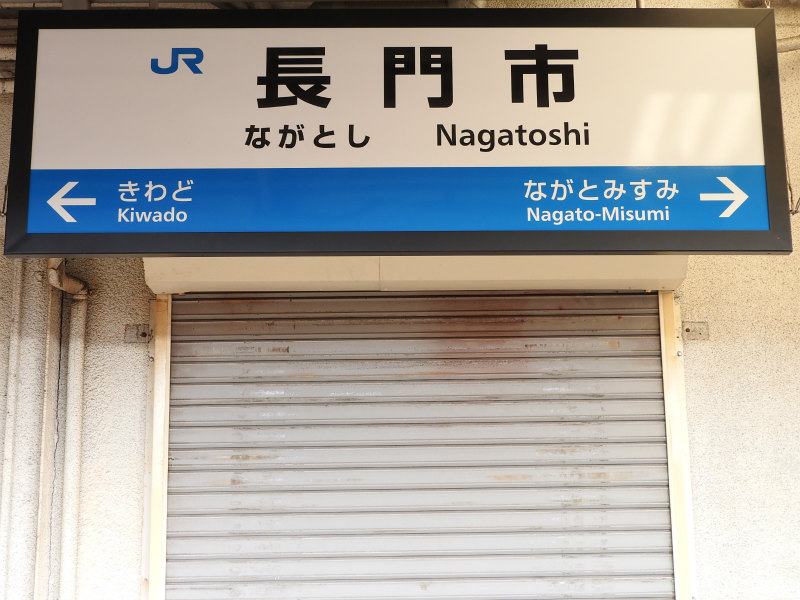 JR 長門市
ながとし Nagatoshi
← きわど ながとみすみ →
Kiwado Nagato-Misumi